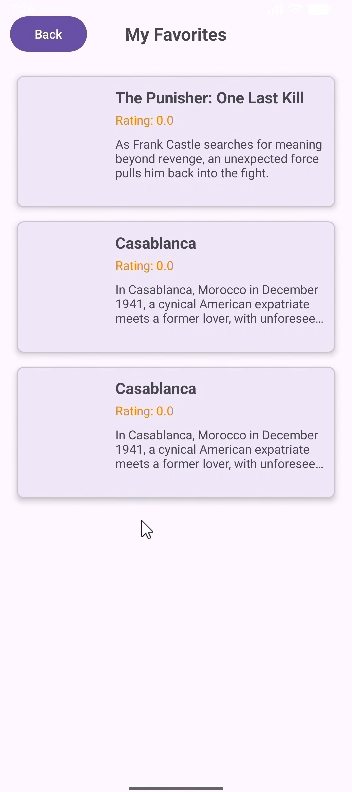 Back
My Favorites
The Punisher: One Last Kill
Rating: 0.0
As Frank Castle searches for meaning
beyond revenge, an unexpected force
pulls him back into the fight.
Casablanca
Rating: 0.0
In Casablanca, Morocco in December
1941, a cynical American expatriate
meets a former lover, with unforesee...
Casablanca
Rating: 0.0
In Casablanca, Morocco in December
1941, a cynical American expatriate
meets a former lover, with unforesee...